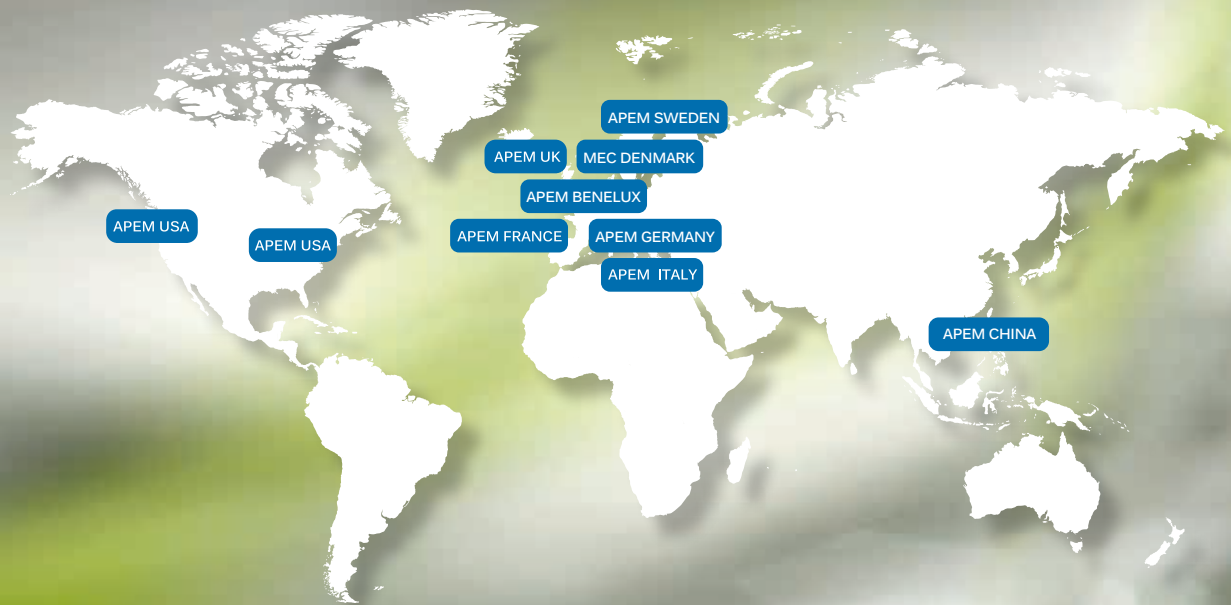 APEM SWEDEN
APEM UK
MEC DENMARK
APEM BENELUX
APEM USA
APEM USA
APEM FRANCE
APEM GERMANY
APEM ITALY
APEM CHINA